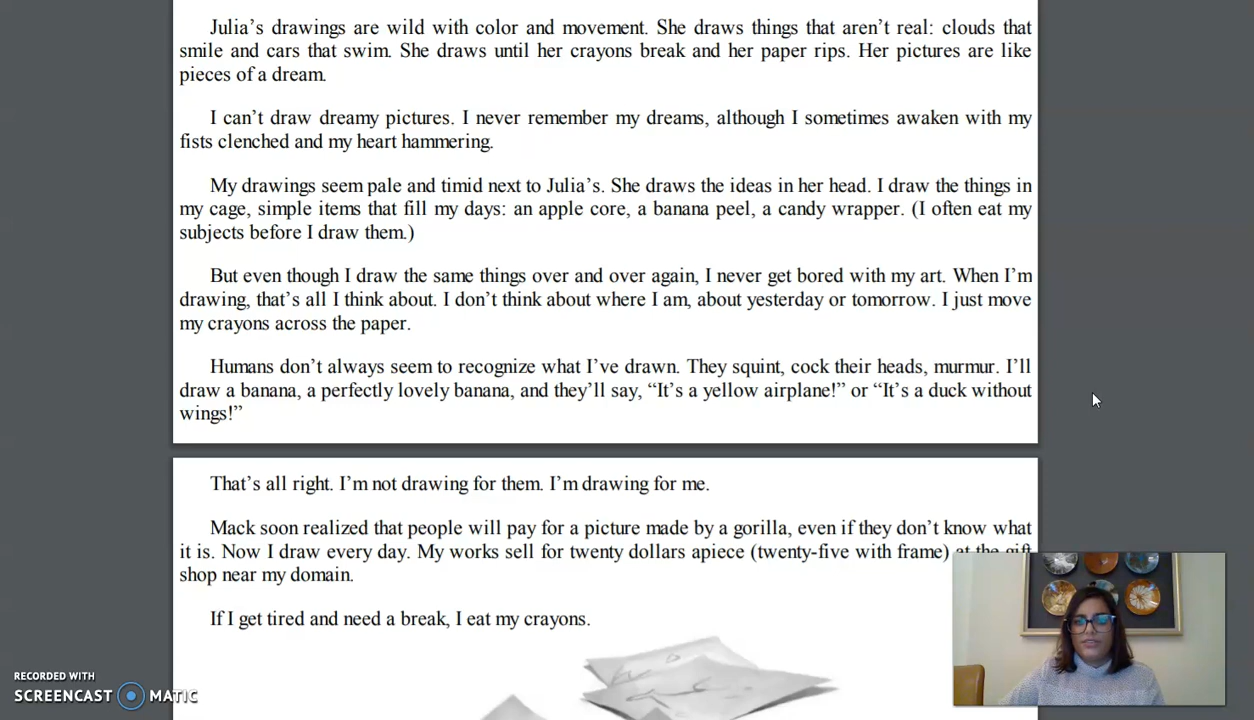 Julia’s drawings are wild with color and movement. She draws things that aren’t real: clouds that
smile and cars that swim. She draws until her crayons break and her paper rips. Her pictures are like
pieces of a dream.
I can’t draw dreamy pictures. I never remember my dreams, although I sometimes awaken with my
fists clenched and my heart hammering.
My drawings seem pale and timid next to Julia’s. She draws the ideas in her head. I draw the things in
my cage, simple items that fill my days: an apple core, a banana peel, a candy wrapper. (I often eat my
subjects before I draw them.)
But even though I draw the same things over and over again, I never get bored with my art. When I’m
drawing, that’s all I think about. I don’t think about where I am, about yesterday or tomorrow. I just move
my crayons across the paper.
Humans don’t always seem to recognize what I’ve drawn. They squint, cock their heads, murmur. I’ll
draw a banana, a perfectly lovely banana, and they’ll say, “It’s a yellow airplane!” or “It’s a duck without
wings!”
That’s all right. I’m not drawing for them. I’m drawing for me.
Mack soon realized that people will pay for a picture made by a gorilla, even if they don’t know what
it is. Now I draw every day. My works sell for twenty dollars apiece (twenty-five with frame) at the gift
shop near my domain.
If I get tired and need a break, I eat my crayons.
RECORDED WITH
SCREENCAST MATIC